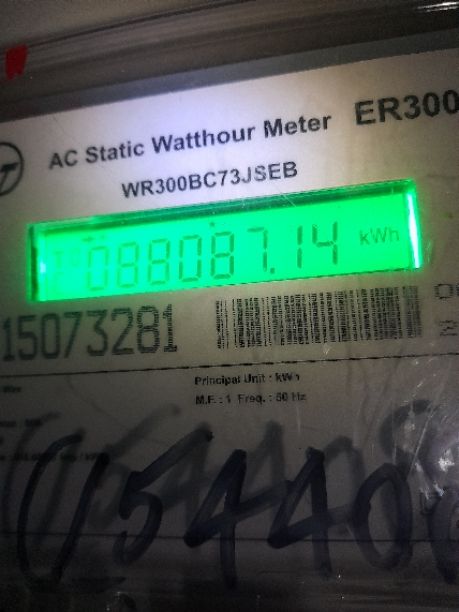 AC Static Watthour Meter ER300
WR300BC73JSEB
088087.14 kWh
15073281
Principal Unit : kWh
M.F. : 1 Freq. : 50 Hz